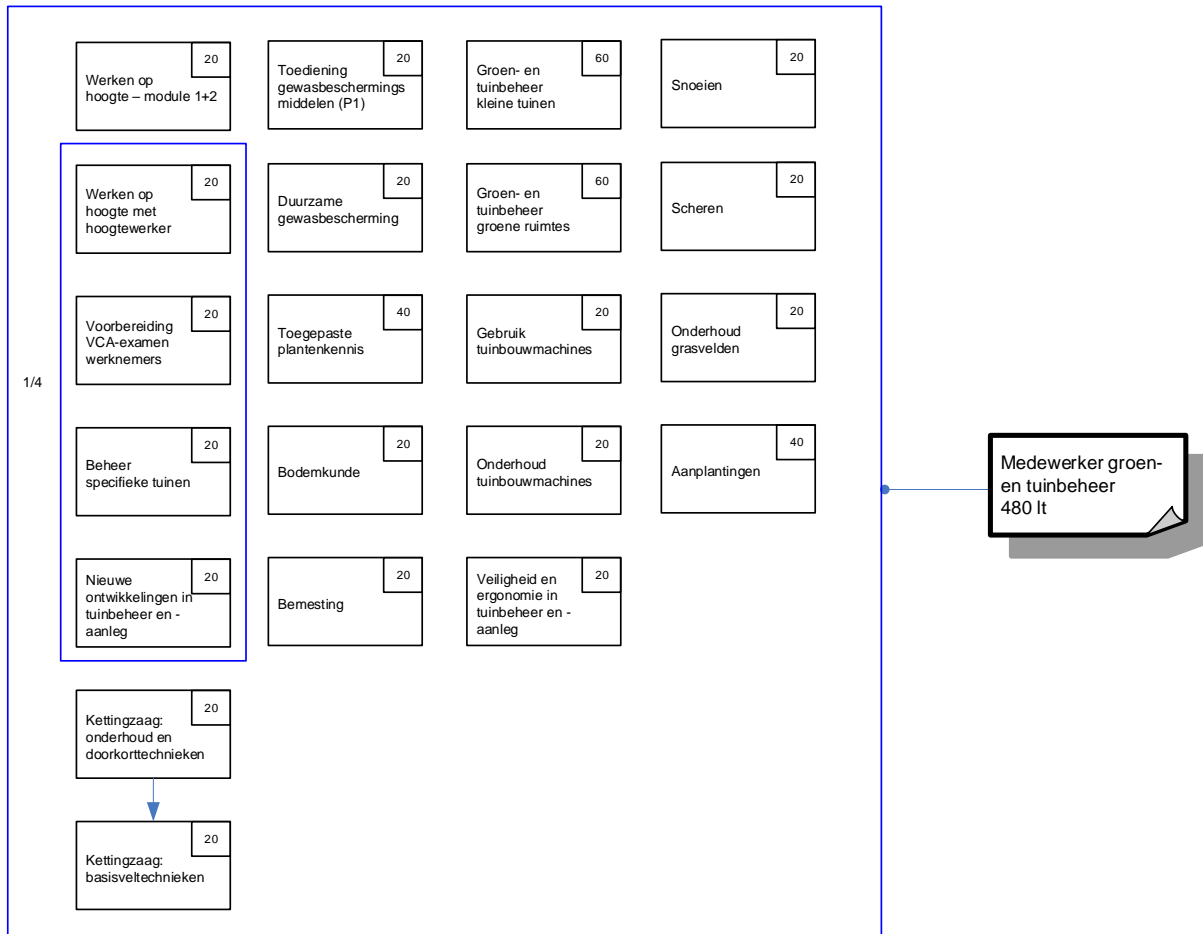 20
Werken op
hoogte – module 1+2
20
Toediening
gewasbeschermings
middelen (P1)
60
Groen- en
tuinbeheer
kleine tuinen
20
Snoeien
20
Werken op
hoogte met
hoogtewerker
20
Duurzame
gewasbescherming
60
Groen- en
tuinbeheer
groene ruimtes
20
Scheren
20
Voorbereiding
VCA-examen
werknemers
40
Toegepaste
plantenkennis
20
Gebruik
tuinbouwmachines
20
Onderhoud
grasvelden
1/4
20
Beheer
specifieke tuinen
20
Bodemkunde
20
Onderhoud
tuinbouwmachines
40
Aanplantingen
Medewerker groen-
en tuinbeheer
480 lt
20
Nieuwe
ontwikkelingen in
tuinbeheer en -
aanleg
20
Bemesting
20
Veiligheid en
ergonomie in
tuinbeheer en -
aanleg
20
Kettingzaag:
onderhoud en
doorkorttechnieken
20
Kettingzaag:
basisveltechnieken